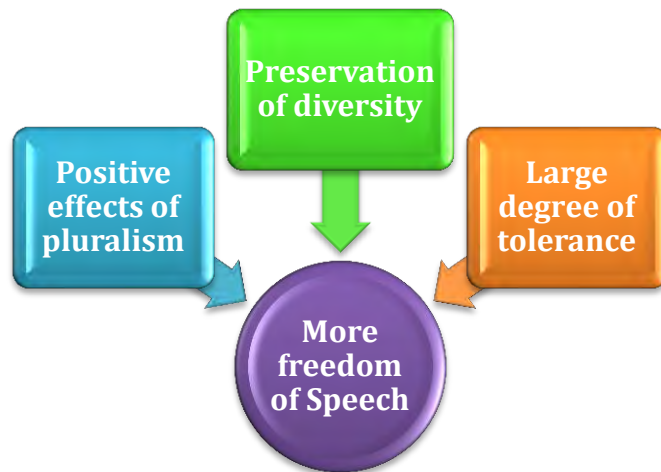 Preservation
of diversity
Positive
effects of
pluralism
Large
degree of
tolerance
More
freedom
of Speech